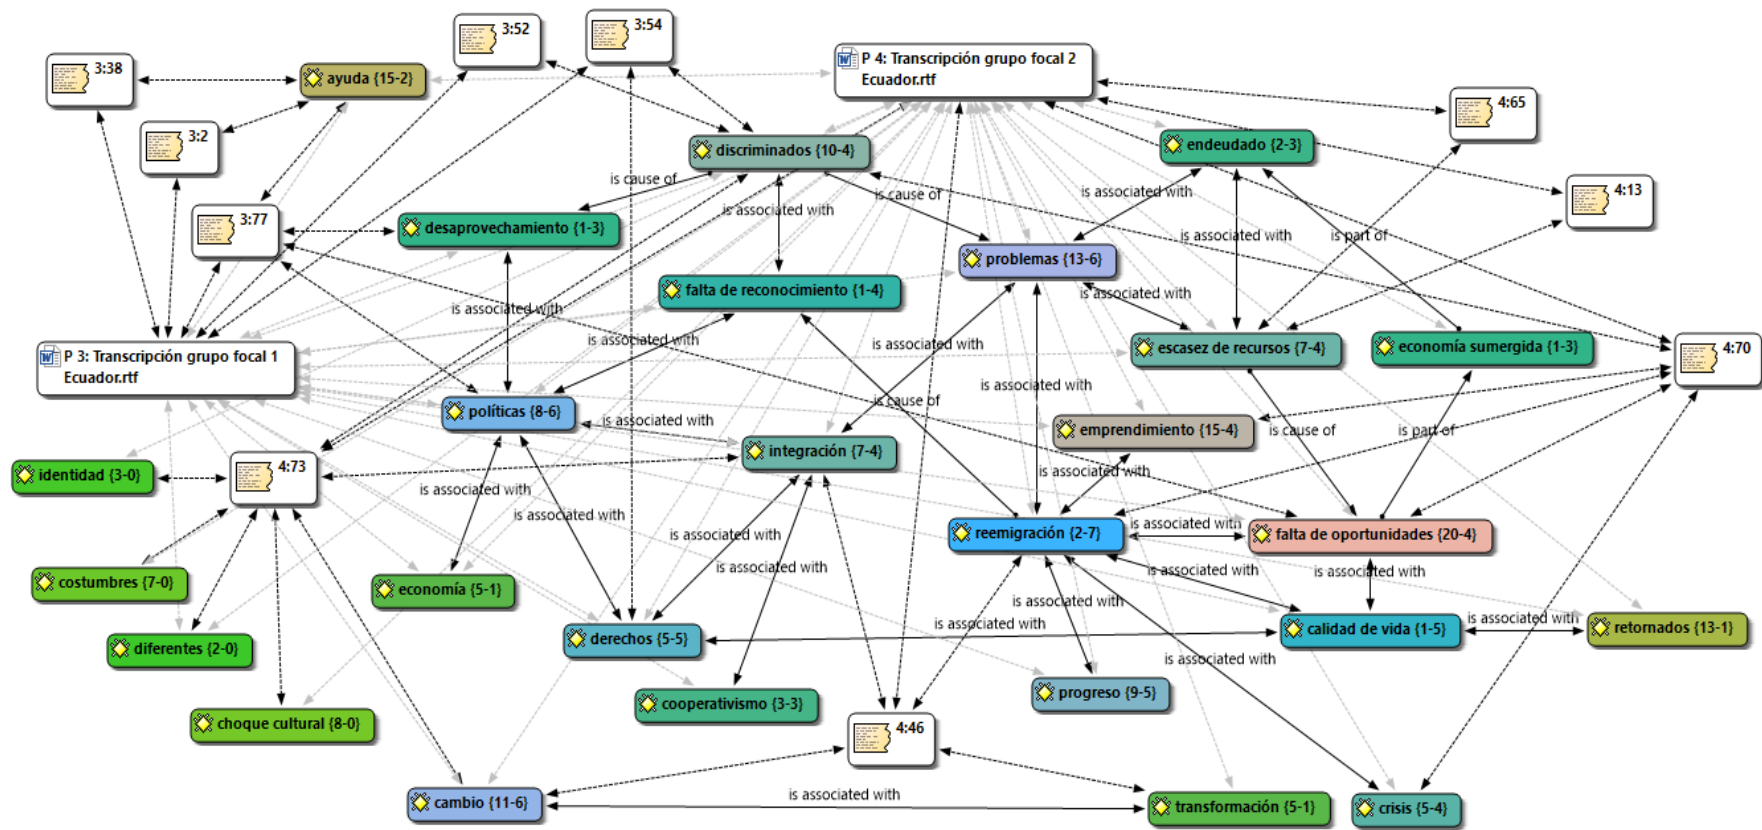 3:52
3:54
3:38
ayuda {15-2}
P 4: Transcripción grupo focal 2
Ecuador.rtf
4:65
3:2
discriminados {10-4}
endeudado {2-3}
is cause of
is cause of
is associated with
is associated with
4:13
3:77
desaprovechamiento {1-3}
is associated with
is part of
problemas {13-6}
falta de reconocimiento {1-4}
is associated with
is associated with
is associated with
is associated with
P 3: Transcripción grupo focal 1
Ecuador.rtf
escasez de recursos {7-4}
economía sumergida {1-3}
4:70
is associated with
is cause of
políticas {8-6}
is associated with
emprendimiento {15-4}
is cause of
is part of
integración {7-4}
identidad {3-0}
4:73
is associated with
is associated with
is associated with
reemigración {2-7}
is associated with
falta de oportunidades {20-4}
is associated with
is associated with
is associated with
costumbres {7-0}
economía {5-1}
is associated with
is associated with
is associated with
diferentes {2-0}
derechos {5-5}
calidad de vida {1-5}
retornados {13-1}
is associated with
progreso {9-5}
cooperativismo {3-3}
choque cultural {8-0}
4:46
is associated with
cambio {11-6}
transformación {5-1}
crisis {5-4}